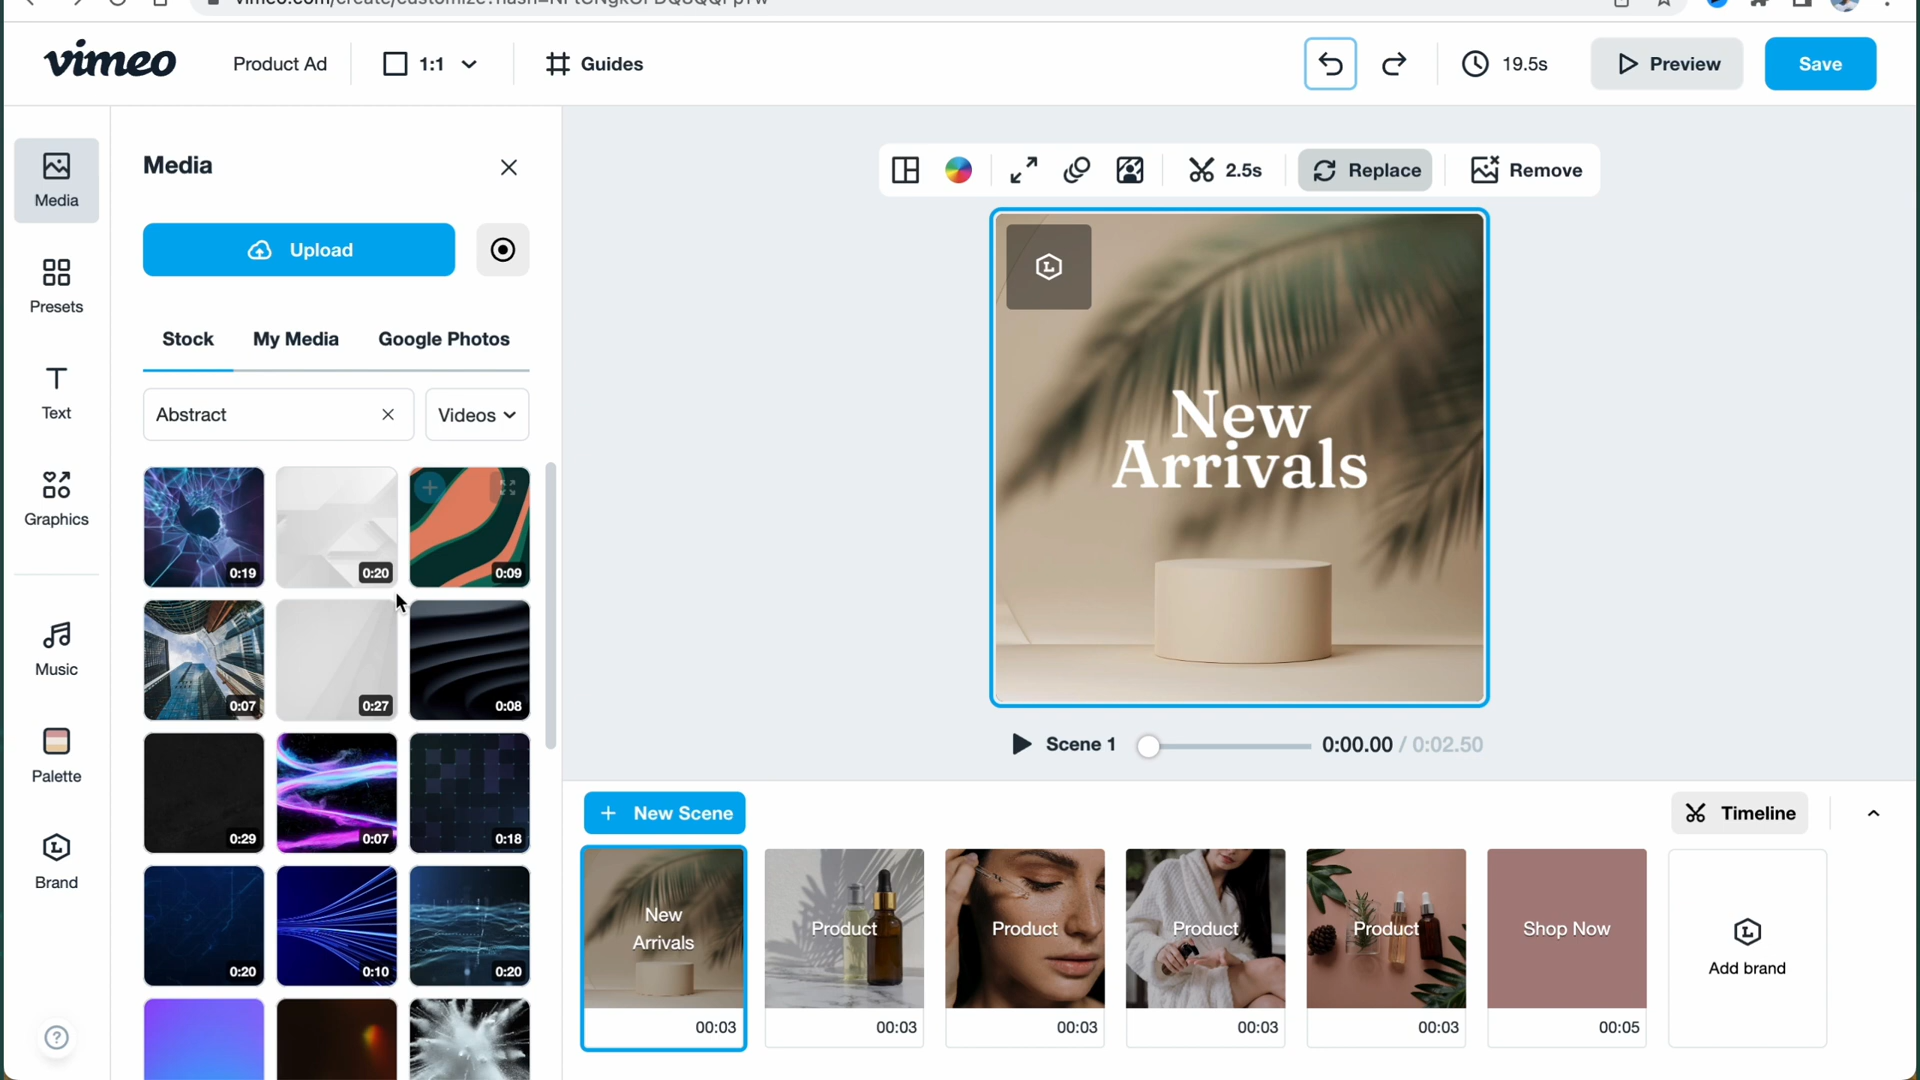 vimeo
Product Ad
1:1
Guides
19.5s
Preview
Save
Media
Media
Upload
Presets
Stock
My Media
Google Photos
Text
Abstract
Videos
Graphics
0:19
0:20
0:09
Music
0:07
0:27
0:08
Palette
0:29
0:07
0:18
Brand
0:20
0:10
0:20
2.5s
Replace
Remove
L
New
Arrivals
Scene 1
0:00.00 / 0:02.50
New Scene
Timeline
New
Arrivals
00:03
Product
00:03
Product
00:03
Product
00:03
Product
00:03
Shop Now
00:05
Add brand